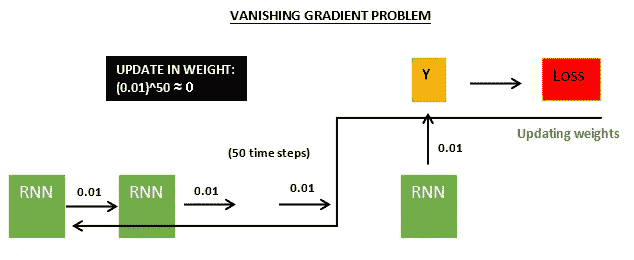 VANISHING GRADIENT PROBLEM
UPDATE IN WEIGHT:
(0.01)^50 ≈ 0
Y
Loss
Updating weights
0.01
(50 time steps)
RNN
0.01
RNN
0.01
0.01
RNN